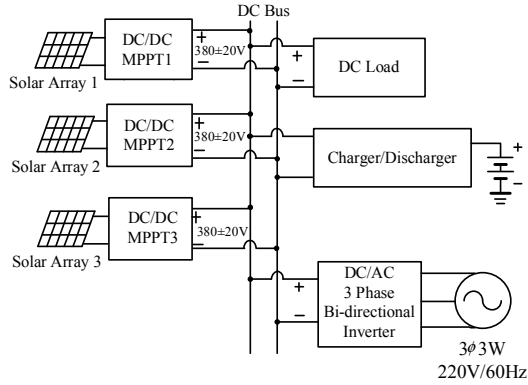 DC Bus
DC/DC
MPPT1
+
380±20V
−
Solar Array 1
+
−
DC Load
DC/DC
MPPT2
+
380±20V
−
Solar Array 2
Charger/Discharger
+
−
DC/DC
MPPT3
+
380±20V
−
Solar Array 3
+
−
DC/AC
3 Phase
Bi-directional
Inverter
3ϕ3W
220V/60Hz